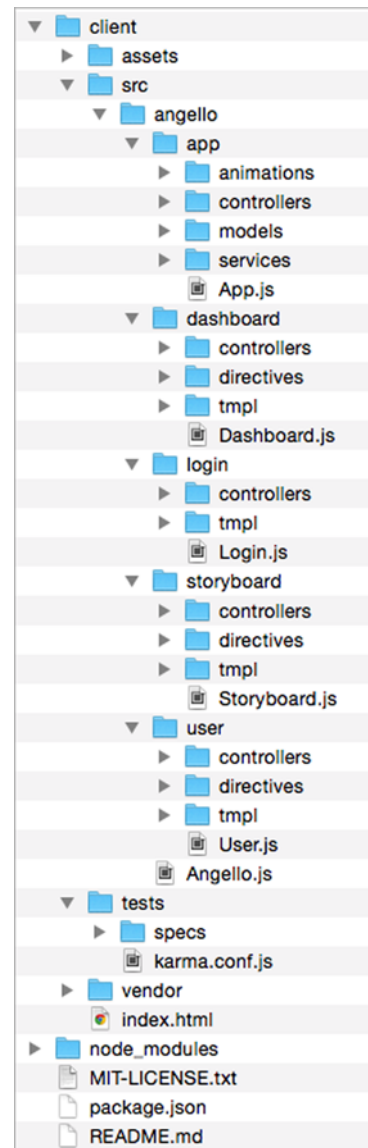 client
assets
src
angello
app
animations
controllers
models
services
App.js
dashboard
controllers
directives
tmpl
Dashboard.js
login
controllers
tmpl
Login.js
storyboard
controllers
directives
tmpl
Storyboard.js
user
controllers
directives
tmpl
User.js
Angello.js
tests
specs
karma.conf.js
vendor
index.html
node_modules
MIT-LICENSE.txt
package.json
README.md